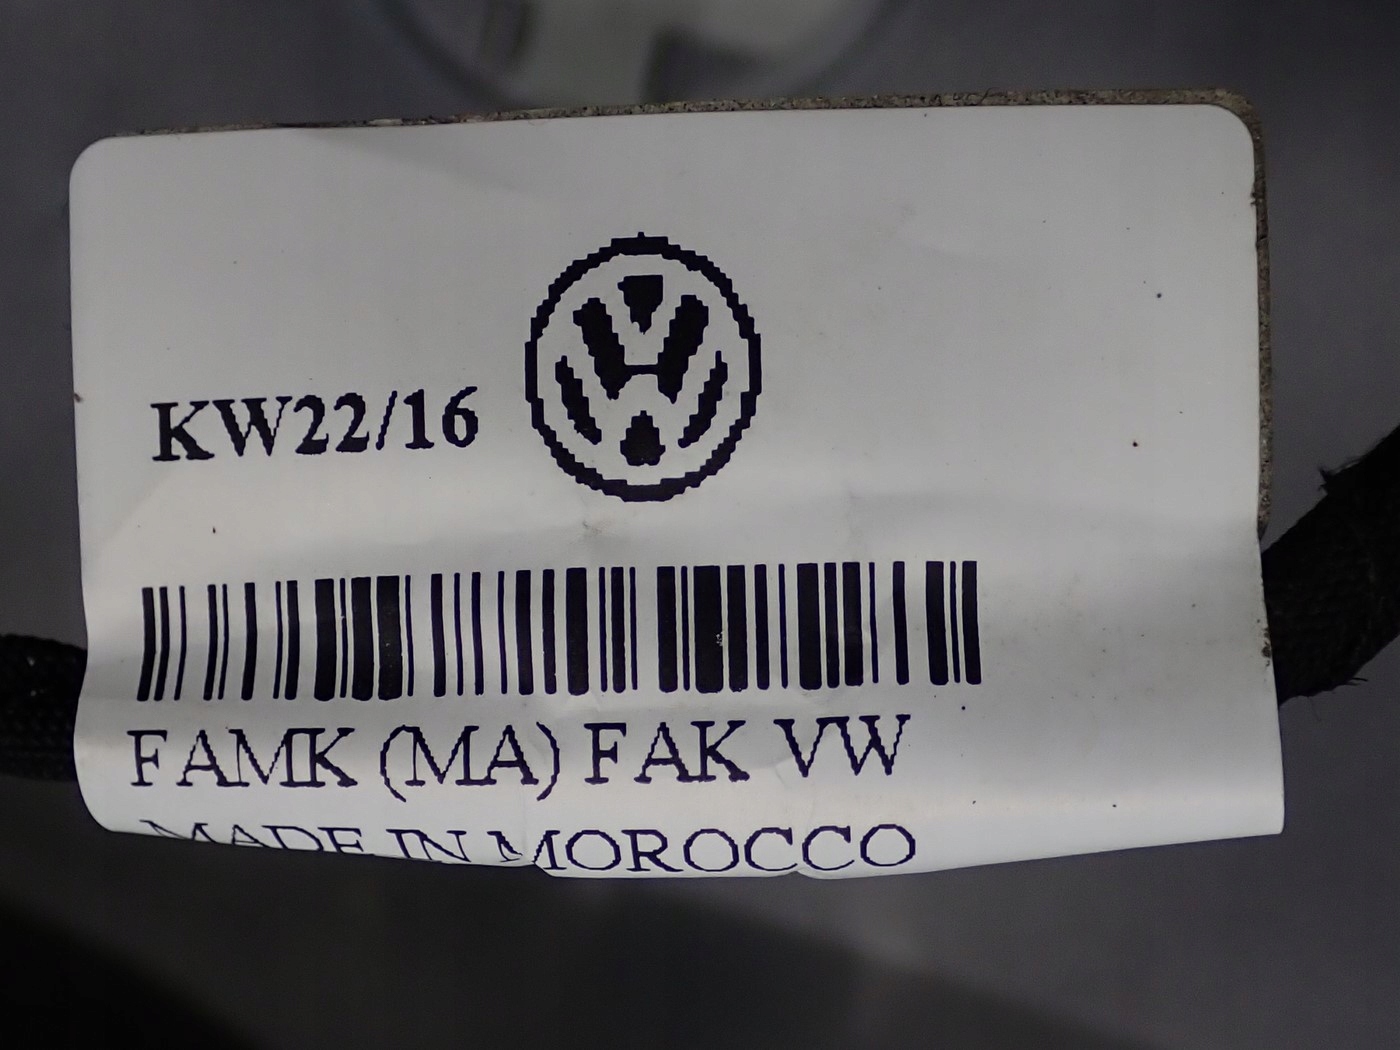 KW22/16
FAMK (MA) FAK VW
MADE IN MOROCCO